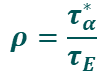 ρ = τ*α / τE